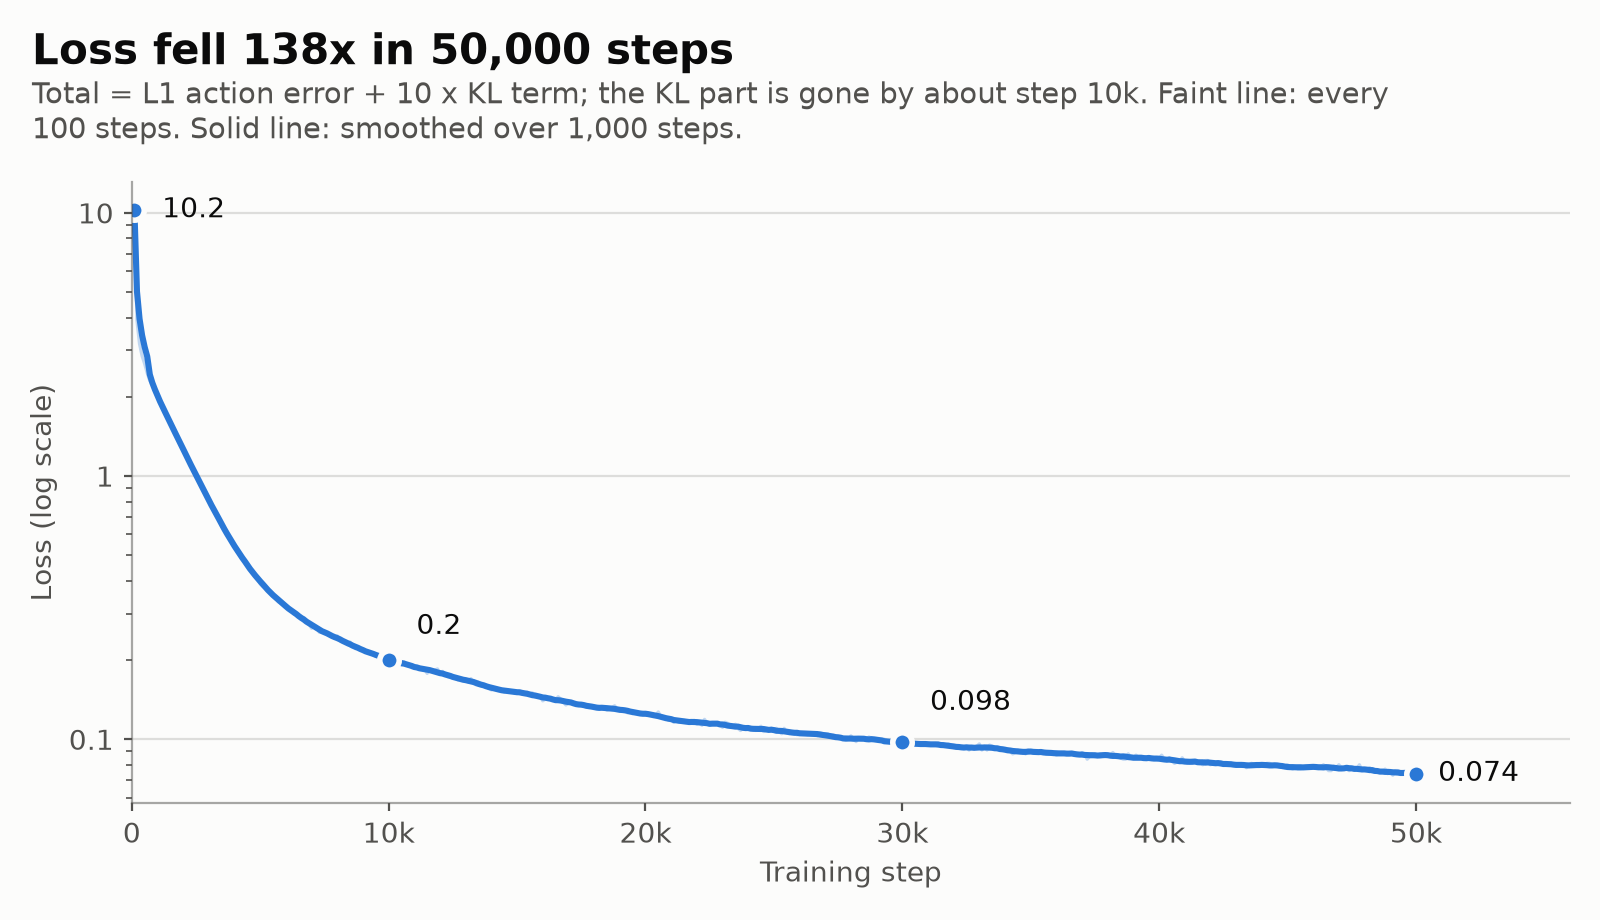 Loss fell 138x in 50,000 steps
Total = L1 action error + 10 x KL term; the KL part is gone by about step 10k. Faint line: every
100 steps. Solid line: smoothed over 1,000 steps.
10
10.2
Loss (log scale)
1
0.2
0.098
0.1
0.074
0
10k
20k
30k
40k
50k
Training step